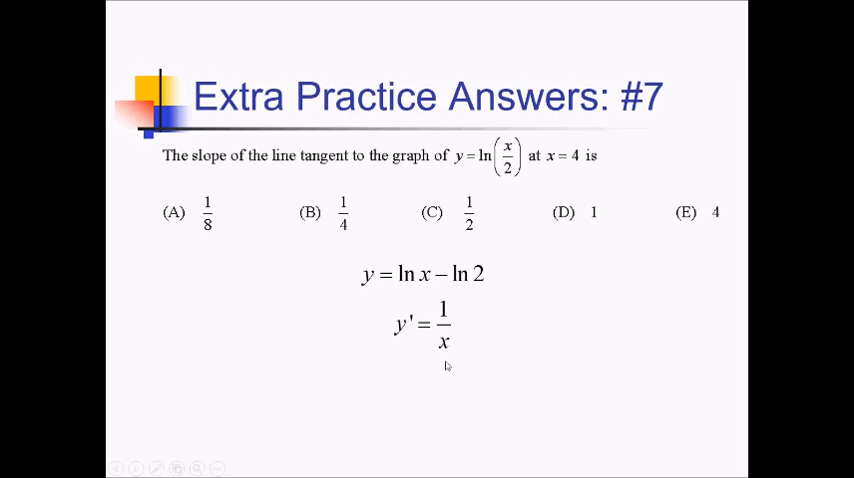 Extra Practice Answers: #7
The slope of the line tangent to the graph of y = ln(x/2) at x = 4 is
(A) 1/8 (B) 1/4 (C) 1/2 (D) 1 (E) 4
y = ln x − ln 2
y' = 1/x